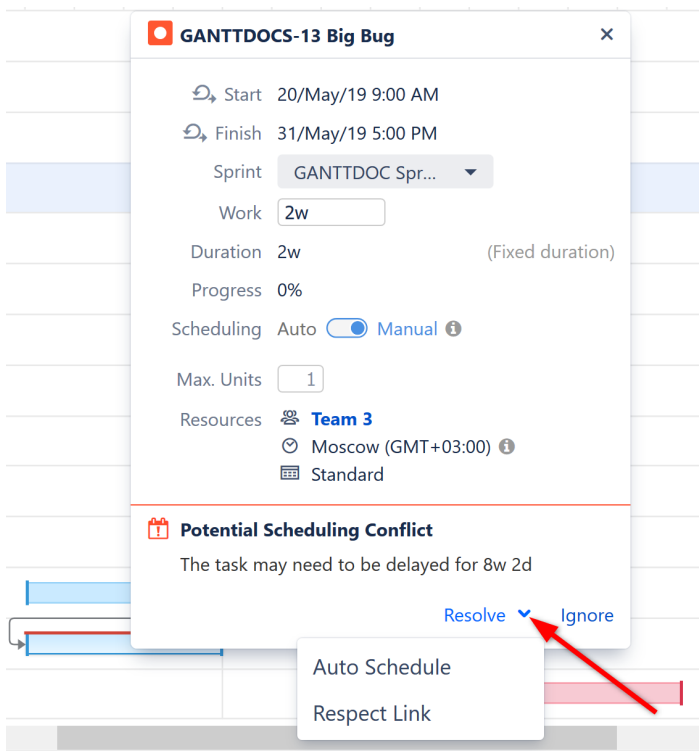 GANTTDOCS-13 Big Bug
Start 20/May/19 9:00 AM
Finish 31/May/19 5:00 PM
Sprint GANTTDOC Spr...
Work 2w
Duration 2w (Fixed duration)
Progress 0%
Scheduling Auto Manual
Max. Units 1
Resources Team 3
Moscow (GMT+03:00)
Standard
Potential Scheduling Conflict
The task may need to be delayed for 8w 2d
Resolve Ignore
Auto Schedule
Respect Link